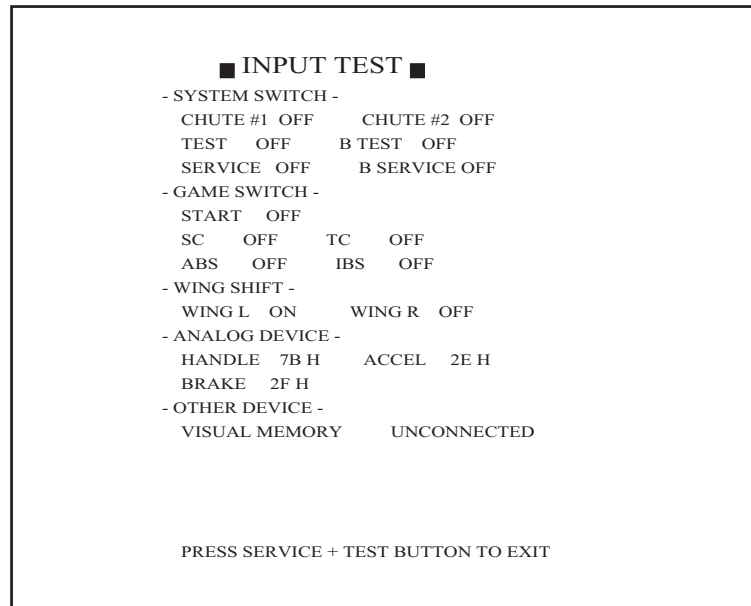 ■ INPUT TEST ■
- SYSTEM SWITCH -
CHUTE #1 OFF CHUTE #2 OFF
TEST OFF B TEST OFF
SERVICE OFF B SERVICE OFF
- GAME SWITCH -
START OFF
SC OFF TC OFF
ABS OFF IBS OFF
- WING SHIFT -
WING L ON WING R OFF
- ANALOG DEVICE -
HANDLE 7B H ACCEL 2E H
BRAKE 2F H
- OTHER DEVICE -
VISUAL MEMORY UNCONNECTED
PRESS SERVICE + TEST BUTTON TO EXIT